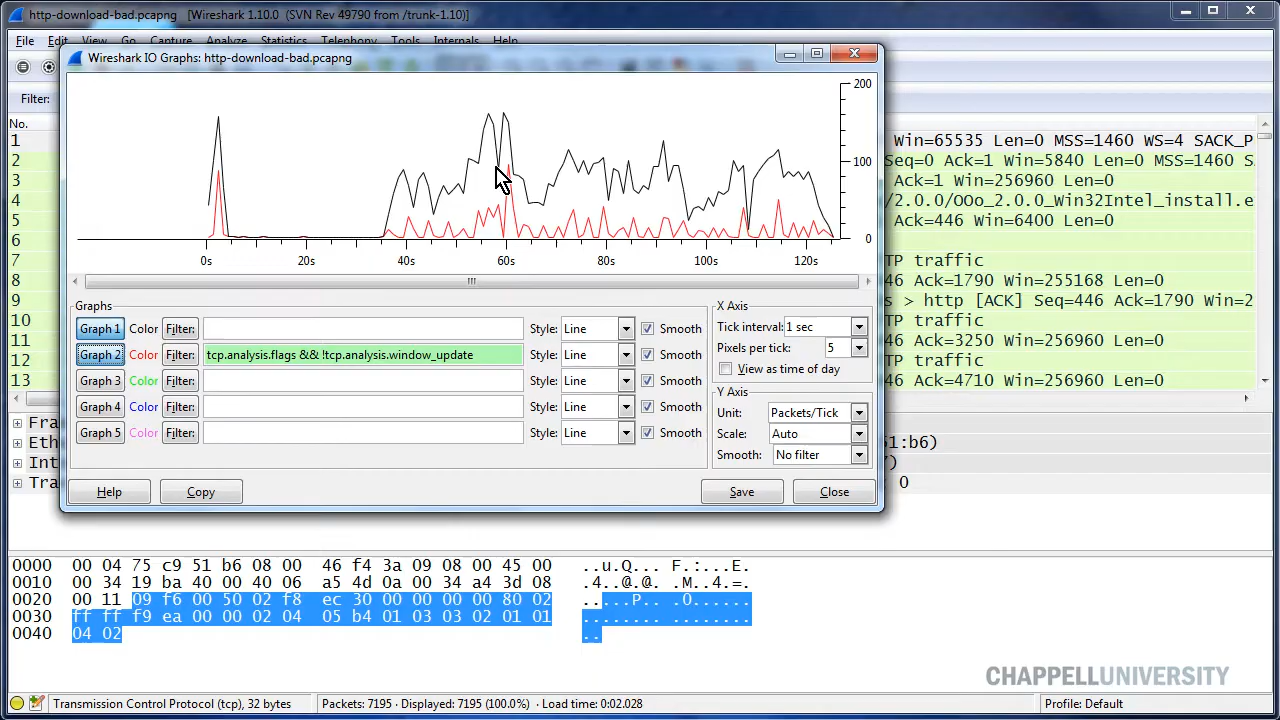 http-download-bad.pcapng [Wireshark 1.10.0 (SVN Rev 49790 from /trunk-1.10)]
File Edit View Go Capture Analyze Statistics Telephony Tools Internals Help
Wireshark IO Graphs: http-download-bad.pcapng
Filter:
No.
1 Win=65535 Len=0 MSS=1460 WS=4 SACK_P
2 Seq=0 Ack=1 Win=5840 Len=0 MSS=1460
3 Ack=1 Win=256960 Len=0
4 /2.0.0/OOo_2.0.0_Win32Intel_install.e
5 Ack=446 Win=6400 Len=0
6
7 TP traffic
8 46 Ack=1790 Win=255168 Len=0
9 s > http [ACK] Seq=446 Ack=1790 Win=2
10 TP traffic
11 46 Ack=3250 Win=256960 Len=0
12 TP traffic
13 46 Ack=4710 Win=256960 Len=0
200
100
0
0s 20s 40s 60s 80s 100s 120s
Graphs
Graph 1 Color Filter: Style: Line Smooth
Graph 2 Color Filter: tcp.analysis.flags && !tcp.analysis.window_update Style: Line Smooth
Graph 3 Color Filter: Style: Line Smooth
Graph 4 Color Filter: Style: Line Smooth
Graph 5 Color Filter: Style: Line Smooth
X Axis
Tick interval: 1 sec
Pixels per tick: 5
View as time of day
Y Axis
Unit: Packets/Tick
Scale: Auto
Smooth: No filter
Help Copy Save Close
Fra
Eth 51:b6)
Int
Tra 0
0000 00 04 75 c9 51 b6 08 00 46 f4 3a 09 08 00 45 00 ..u.Q... F.:...E.
0010 00 34 19 ba 40 00 40 06 a5 4d 0a 00 34 a4 3d 08 .4..@.@. .M..4.=.
0020 00 11 09 f6 00 50 02 f8 ec 30 00 00 00 00 80 02 .....P.. .0......
0030 ff ff f9 ea 00 00 02 04 05 b4 01 03 03 02 01 01 ........ ........
0040 04 02 ..
CHAPPELLUNIVERSITY
Transmission Control Protocol (tcp), 32 bytes Packets: 7195 · Displayed: 7195 (100.0%) · Load time: 0:02.028 Profile: Default